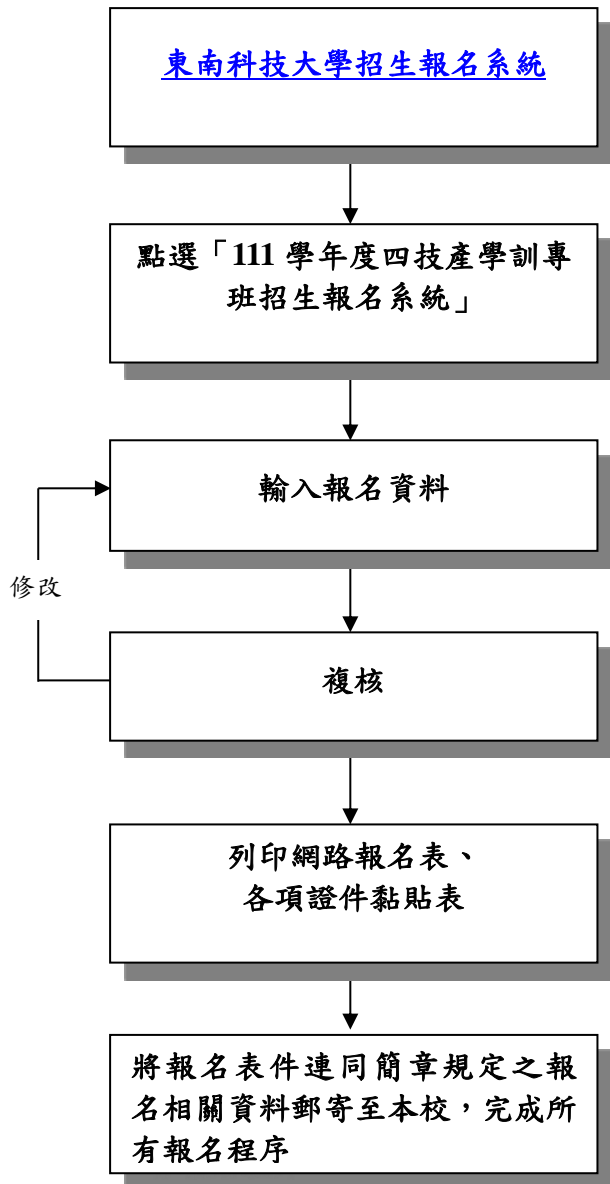 東南科技大學招生報名系統
點選「111 學年度四技產學訓專
班招生報名系統」
輸入報名資料
修改
複核
列印網路報名表、
各項證件黏貼表
將報名表件連同簡章規定之報
名相關資料郵寄至本校，完成所
有報名程序